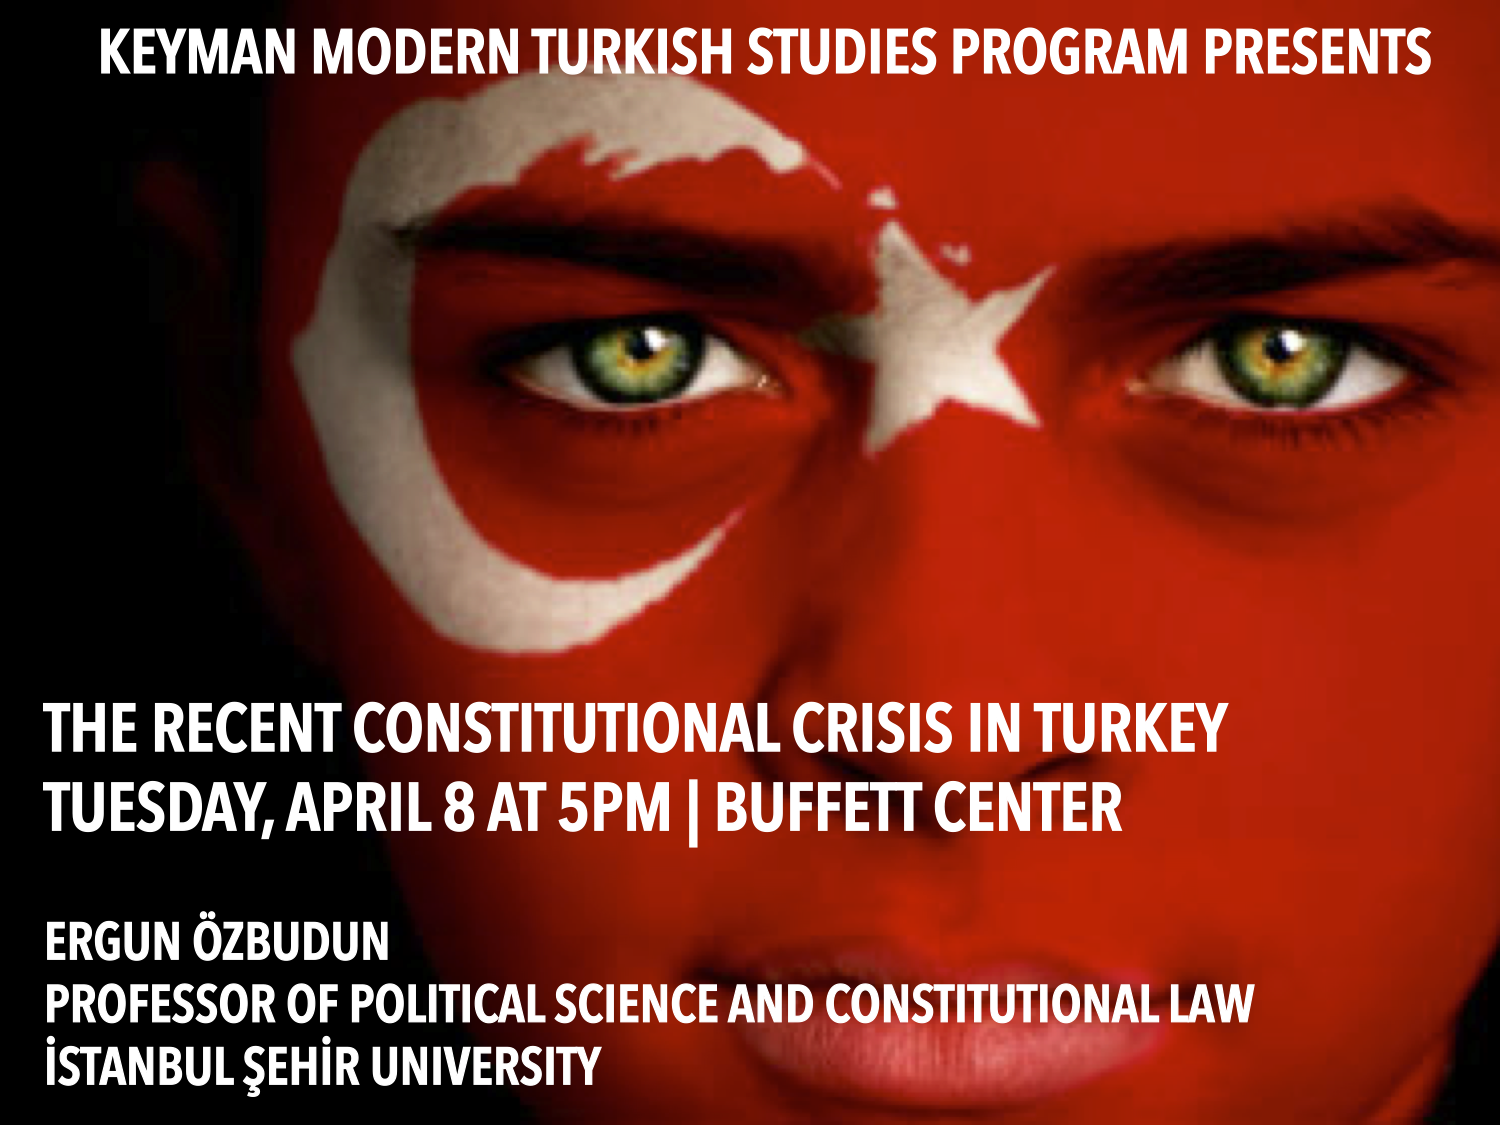 KEYMAN MODERN TURKISH STUDIES PROGRAM PRESENTS
THE RECENT CONSTITUTIONAL CRISIS IN TURKEY
TUESDAY, APRIL 8 AT 5PM | BUFFETT CENTER
ERGUN ÖZBUDUN
PROFESSOR OF POLITICAL SCIENCE AND CONSTITUTIONAL LAW
İSTANBUL ŞEHİR UNIVERSITY